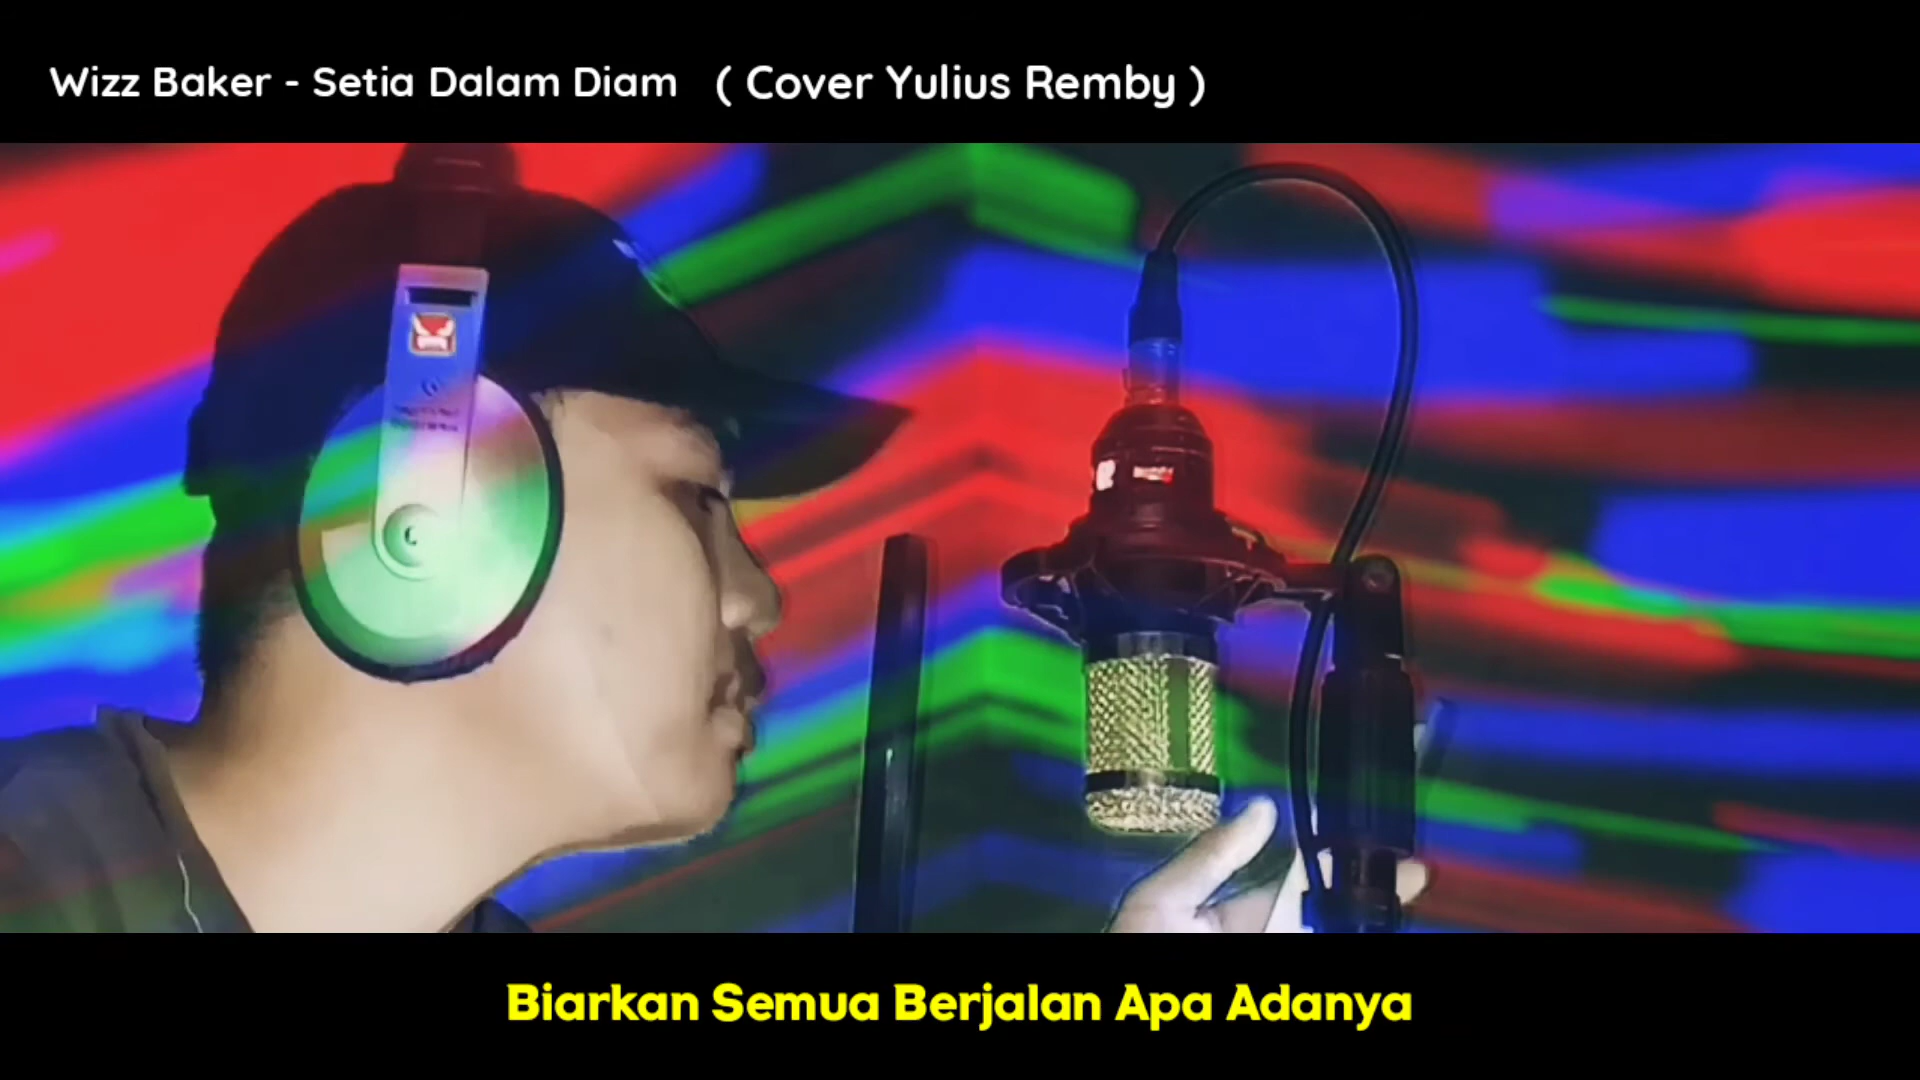 Wizz Baker - Setia Dalam Diam ( Cover Yulius Remby )
Biarkan Semua Berjalan Apa Adanya